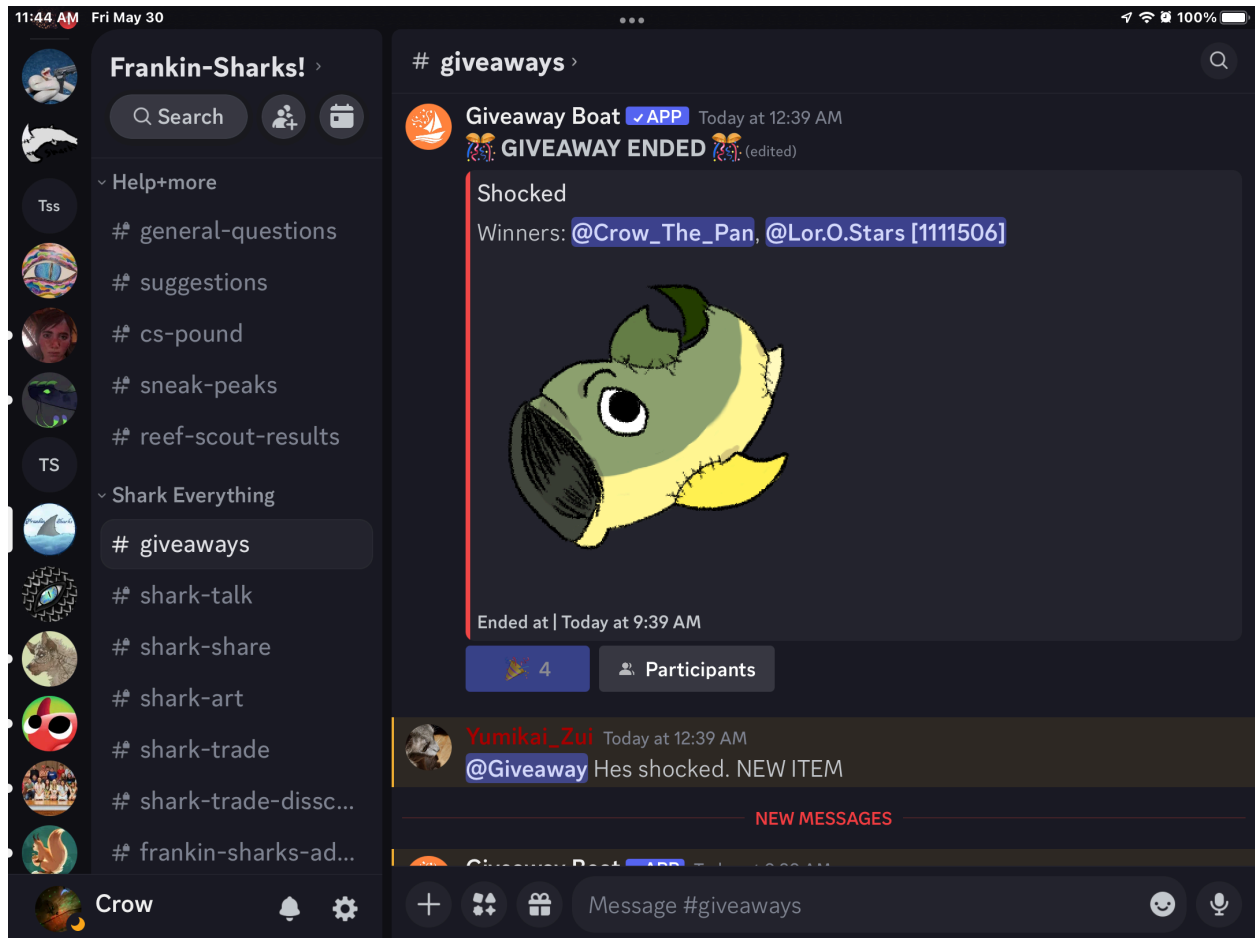 11:44 AM Fri May 30
100%
Frankin-Sharks!
Search
Help+more
general-questions
suggestions
cs-pound
sneak-peaks
reef-scout-results
Shark Everything
# giveaways
shark-talk
shark-share
shark-art
shark-trade
shark-trade-dissc...
frankin-sharks-ad...
Tss
TS
Crow
# giveaways
Giveaway Boat ✓ APP Today at 12:39 AM
GIVEAWAY ENDED (edited)
Shocked
Winners: @Crow_The_Pan, @Lor.O.Stars [1111506]
Ended at | Today at 9:39 AM
4
Participants
Yumikai_Zui Today at 12:39 AM
@Giveaway Hes shocked. NEW ITEM
NEW MESSAGES
Giveaway Boat APP
Message #giveaways